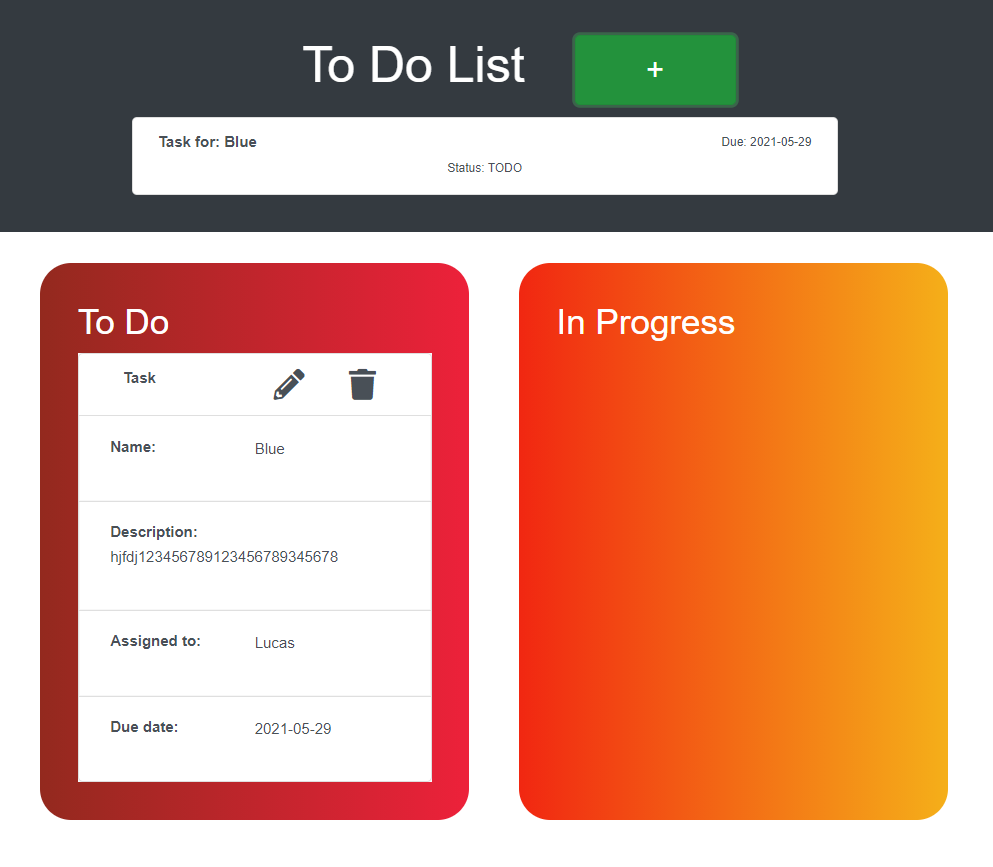 To Do List +
Task for: Blue Due: 2021-05-29
Status: TODO
To Do
Task
Name: Blue
Description:
hjfdj123456789123456789345678
Assigned to: Lucas
Due date: 2021-05-29
In Progress